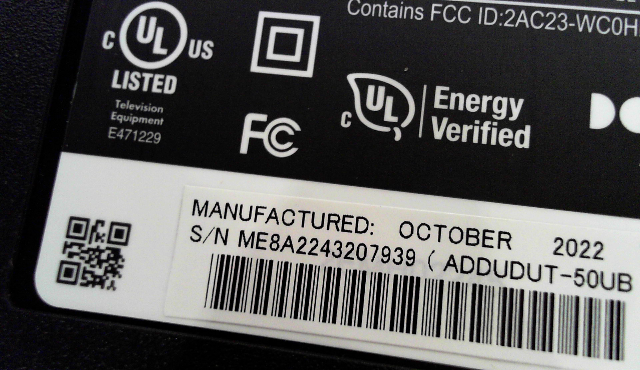 Contains FCC ID:2AC23-WC0H
C UL US
LISTED
Television
Equipment
E471229
FC
C UL Energy
Verified
MANUFACTURED: OCTOBER 2022
S/N ME8A2243207939 ( ADDUDUT-50UB